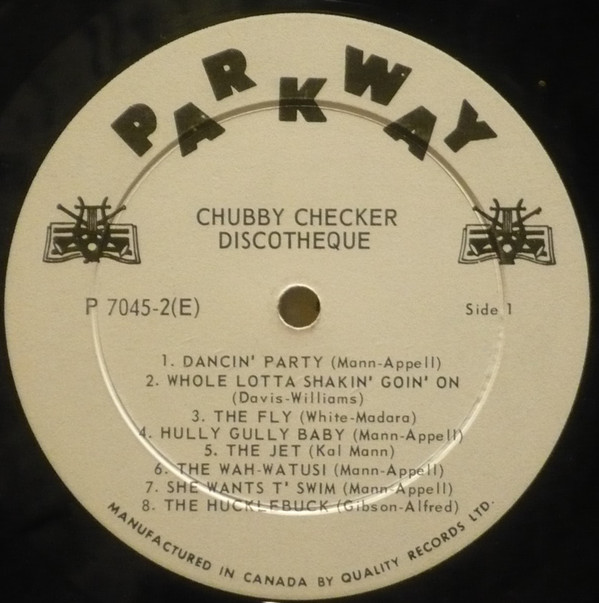 PARKWAY
CHUBBY CHECKER
DISCOTHEQUE
P 7045-2(E)
Side 1
1. DANCIN' PARTY (Mann-Appell)
2. WHOLE LOTTA SHAKIN' GOIN' ON
(Davis-Williams)
3. THE FLY (White-Madara)
4. HULLY GULLY BABY (Mann-Appell)
5. THE JET (Kal Mann)
6. THE WAH-WATUSI (Mann-Appell)
7. SHE WANTS T' SWIM (Mann-Appell)
8. THE HUCKLEBUCK (Gibson-Alfred)
MANUFACTURED IN CANADA BY QUALITY RECORDS LTD.